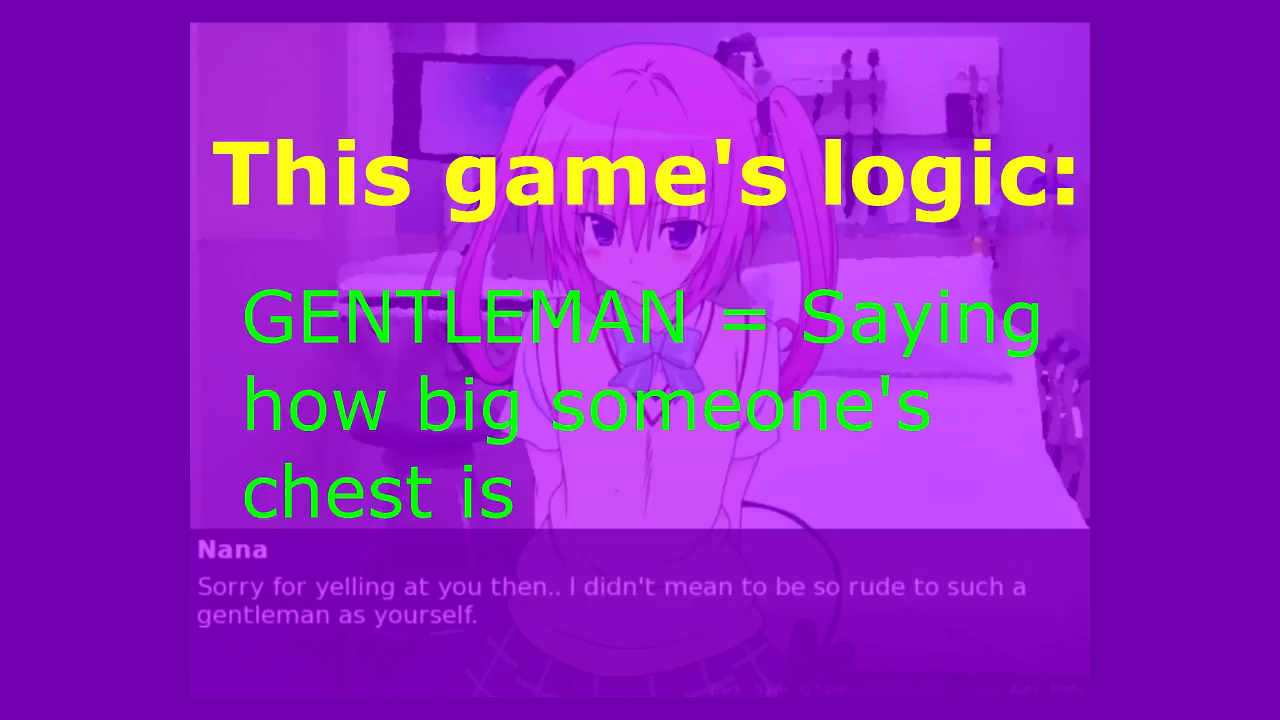 This game's logic:
GENTLEMAN = Saying
how big someone's
chest is
Nana
Sorry for yelling at you then.. I didn't mean to be so rude to such a
gentleman as yourself.